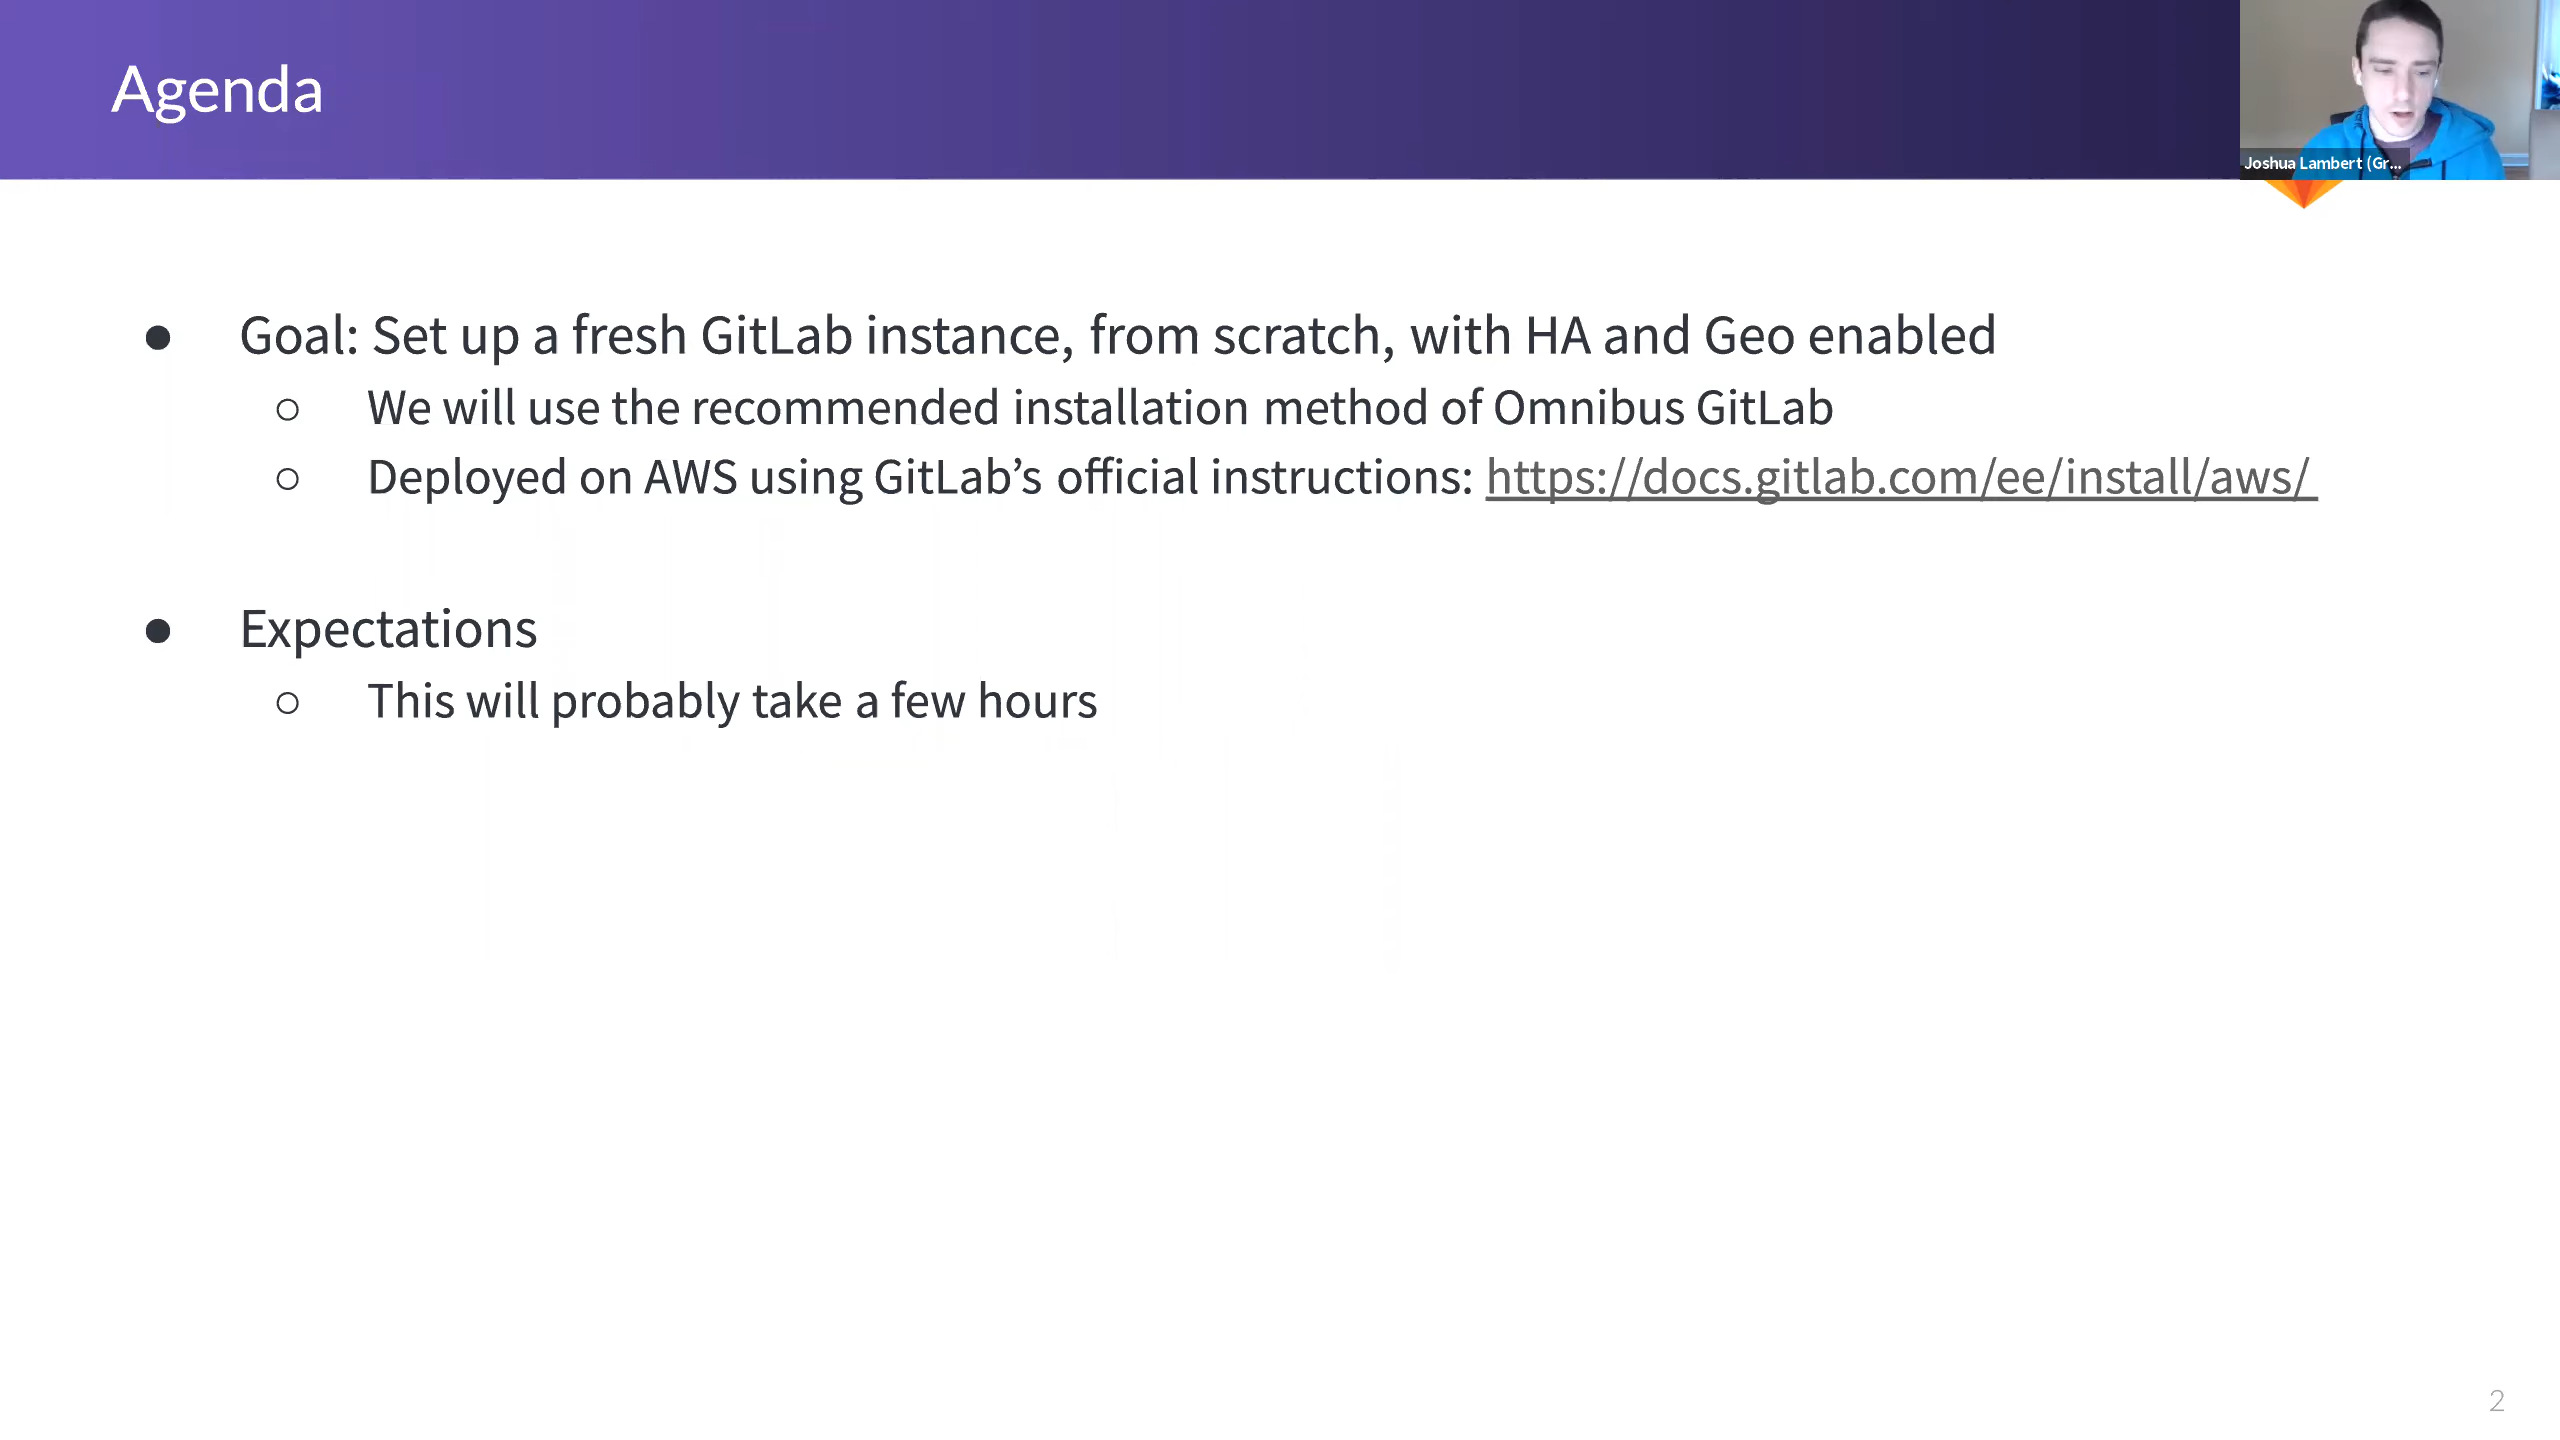 Agenda
Joshua Lambert (Gr...
● Goal: Set up a fresh GitLab instance, from scratch, with HA and Geo enabled
○ We will use the recommended installation method of Omnibus GitLab
○ Deployed on AWS using GitLab’s official instructions: https://docs.gitlab.com/ee/install/aws/
● Expectations
○ This will probably take a few hours
2